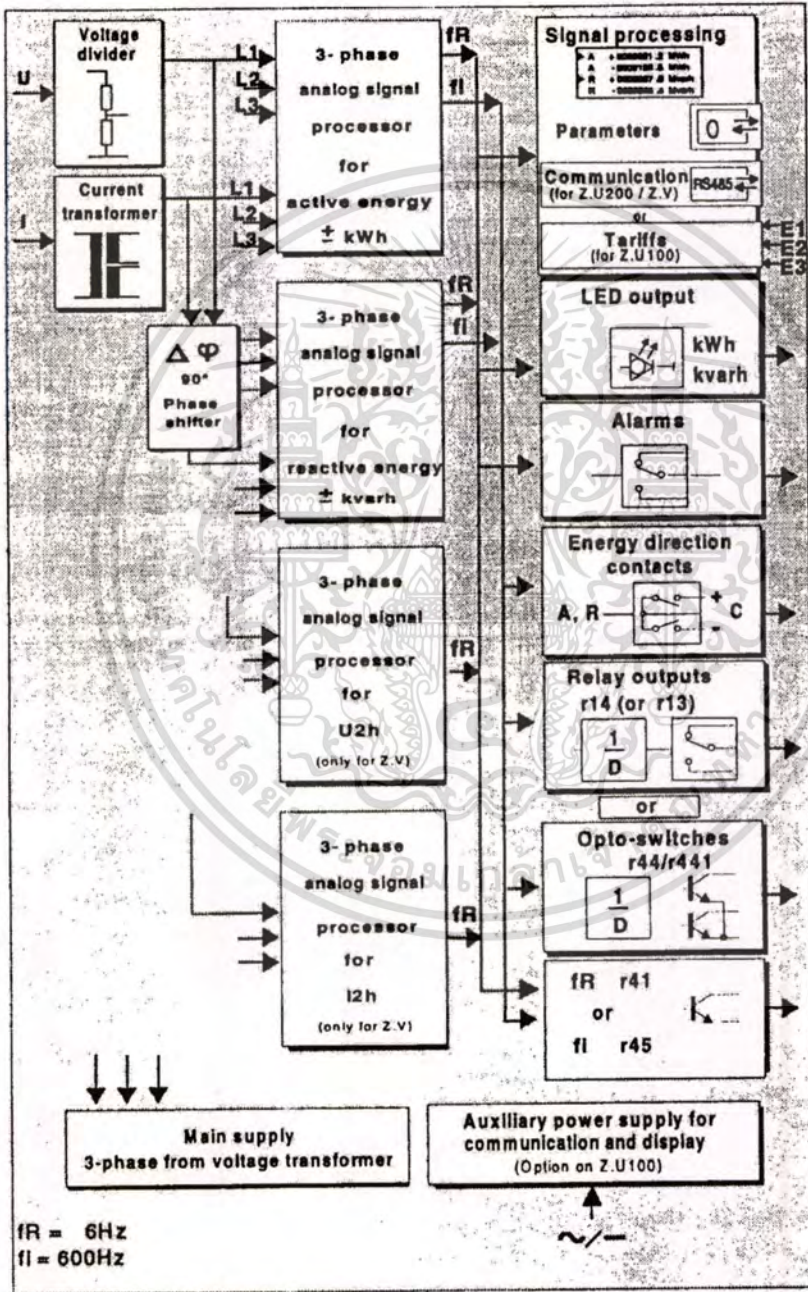 Voltage
divider
U
Current
transformer
I
L1
L2
L3
L1
L2
L3
3- phase
analog signal
processor
for
active energy
± kWh
fR
fI
Δ φ
90°
Phase
shifter
3- phase
analog signal
processor
for
reactive energy
± kvarh
fR
fI
3- phase
analog signal
processor
for
U2h
(only for Z.V)
fR
3- phase
analog signal
processor
for
I2h
(only for Z.V)
fR
Signal processing
Parameters
Communication
(for Z.U200 / Z.V)
RS485
or
Tariffs
(for Z.U100)
LED output
kWh
kvarh
Alarms
Energy direction
contacts
A, R
+
-
C
Relay outputs
r14 (or r13)
1
D
or
Opto-switches
r44/r441
1
D
fR r41
or
fI r45
Main supply
3-phase from voltage transformer
Auxiliary power supply for
communication and display
(Option on Z.U100)
~/—
fR = 6Hz
fI = 600Hz